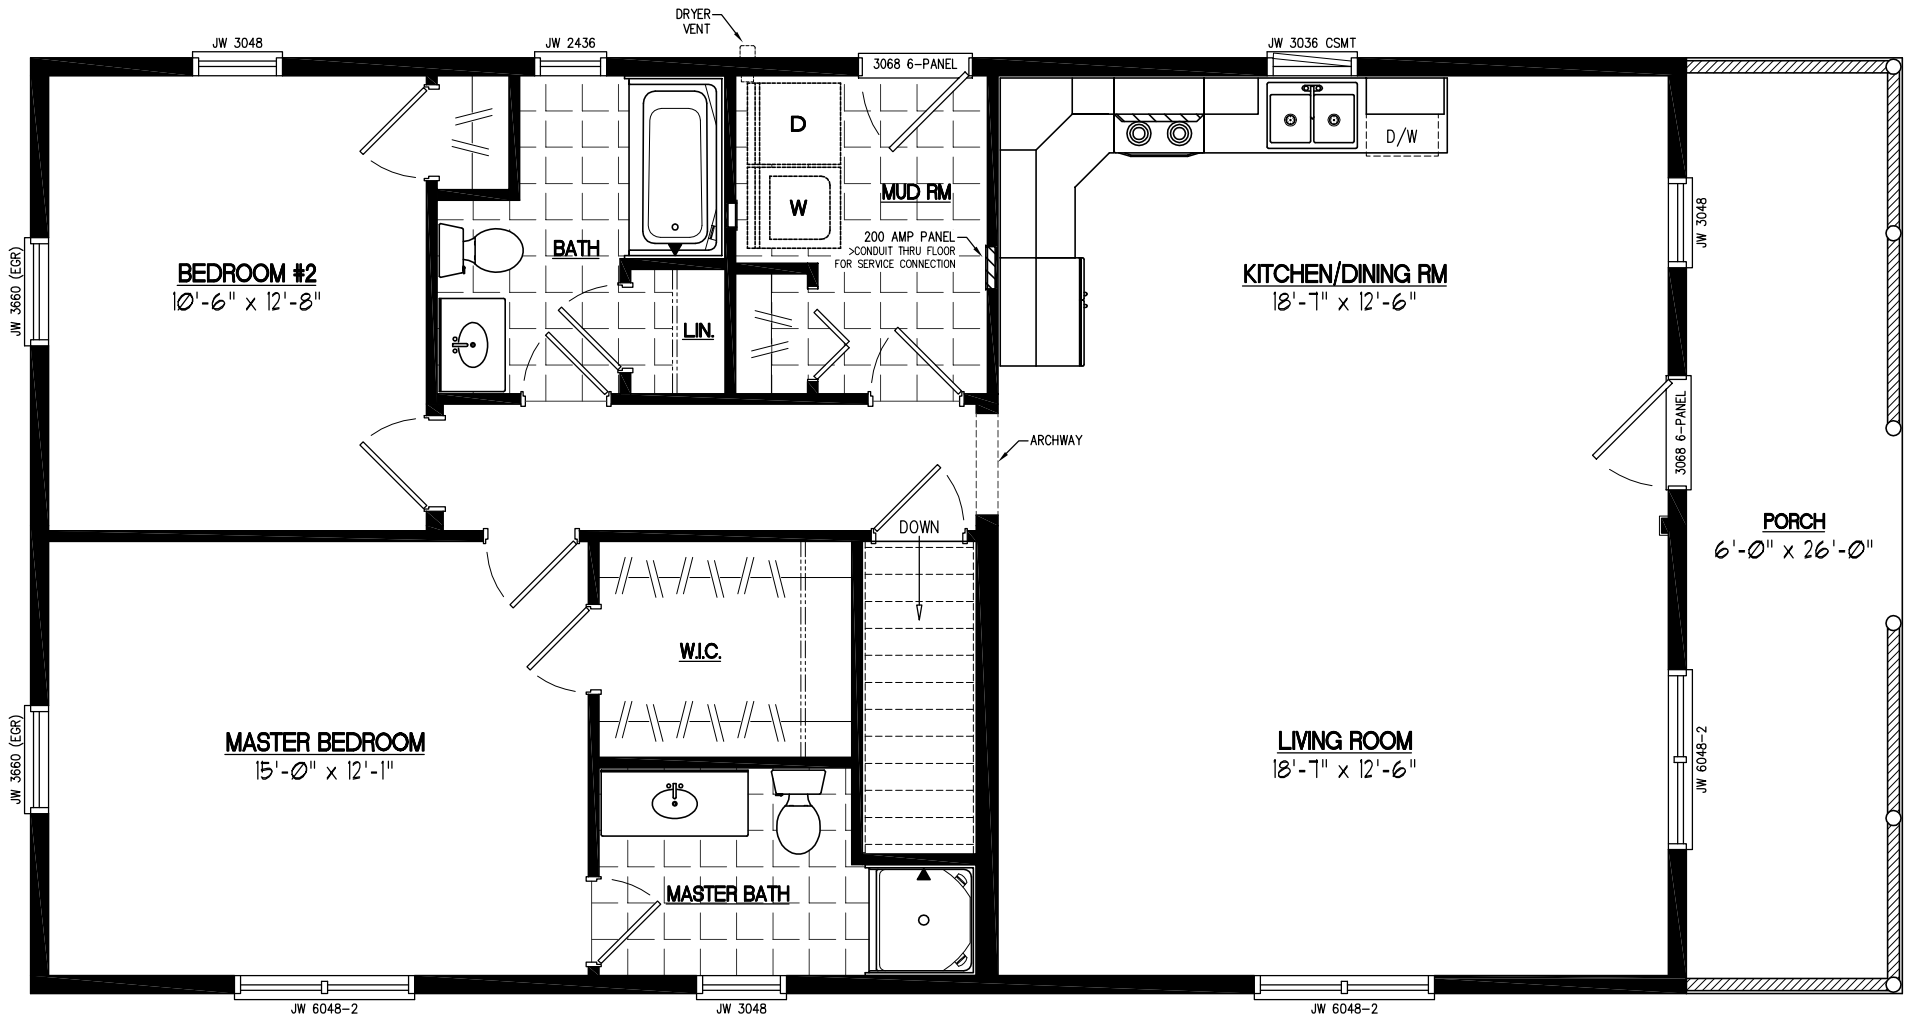 DRYER
VENT
JW 3048
JW 2436
3068 6-PANEL
JW 3036 CSMT
D
D/W
MUD RM
W
JW 3048
200 AMP PANEL
>CONDUIT THRU FLOOR
FOR SERVICE CONNECTION
BATH
BEDROOM #2
10'-6" x 12'-8"
JW 3660 (EGR)
KITCHEN/DINING RM
18'-7" x 12'-6"
LIN.
ARCHWAY
3068 6-PANEL
DOWN
PORCH
6'-0" x 26'-0"
W.I.C.
MASTER BEDROOM
15'-0" x 12'-1"
JW 3660 (EGR)
LIVING ROOM
18'-7" x 12'-6"
JW 6048-2
MASTER BATH
JW 6048-2
JW 3048
JW 6048-2